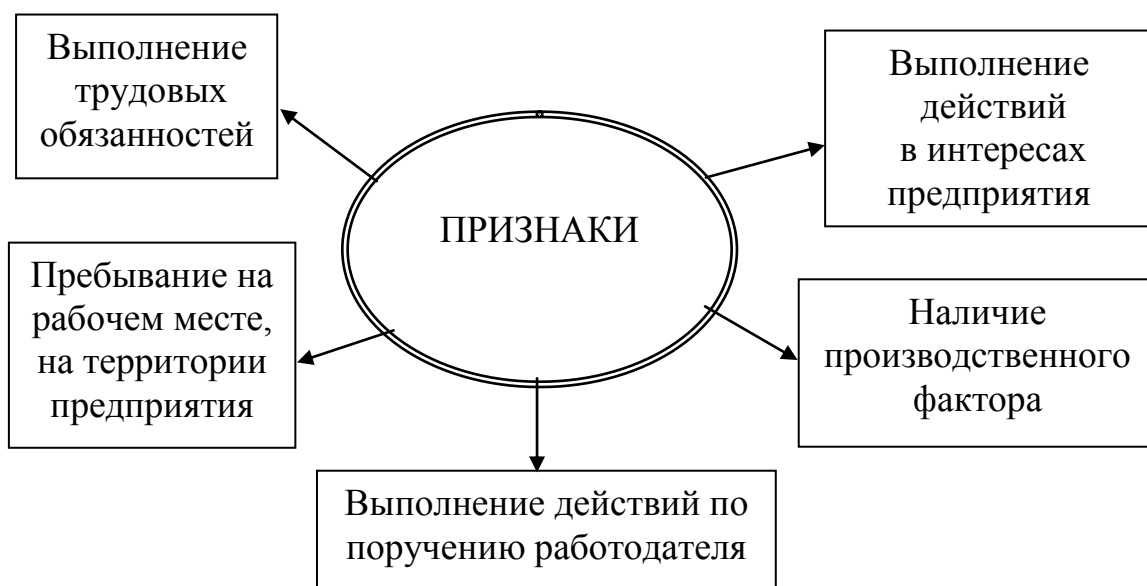 Выполнение
трудовых
обязанностей
Выполнение
действий
в интересах
предприятия
ПРИЗНАКИ
Пребывание на
рабочем месте,
на территории
предприятия
Наличие
производственного
фактора
Выполнение действий по
поручению работодателя